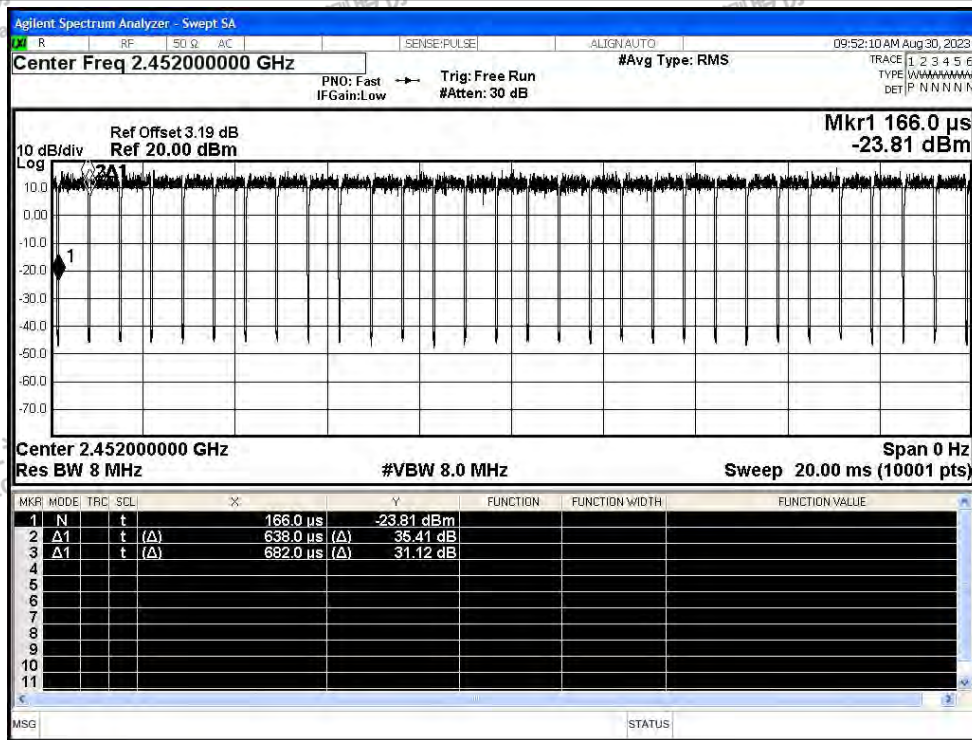 Agilent Spectrum Analyzer - Swept SA
LXI R RF 50 Ω AC SENSE:PULSE ALIGN AUTO 09:52:10 AM Aug 30, 2023
Center Freq 2.452000000 GHz #Avg Type: RMS TRACE 1 2 3 4 5 6
PNO: Fast Trig: Free Run TYPE WWWWWW
IFGain:Low #Atten: 30 dB DET P N N N N N
Mkr1 166.0 µs
Ref Offset 3.19 dB
10 dB/div Ref 20.00 dBm -23.81 dBm
Log
3Δ1
10.0
0.00
-10.0
1
-20.0
-30.0
-40.0
-50.0
-60.0
-70.0
Center 2.452000000 GHz Span 0 Hz
Res BW 8 MHz #VBW 8.0 MHz Sweep 20.00 ms (10001 pts)
MKR MODE TRC SCL X Y FUNCTION FUNCTION WIDTH FUNCTION VALUE
1 N t 166.0 µs -23.81 dBm
2 Δ1 t (Δ) 638.0 µs (Δ) 35.41 dB
3 Δ1 t (Δ) 682.0 µs (Δ) 31.12 dB
4
5
6
7
8
9
10
11
MSG STATUS